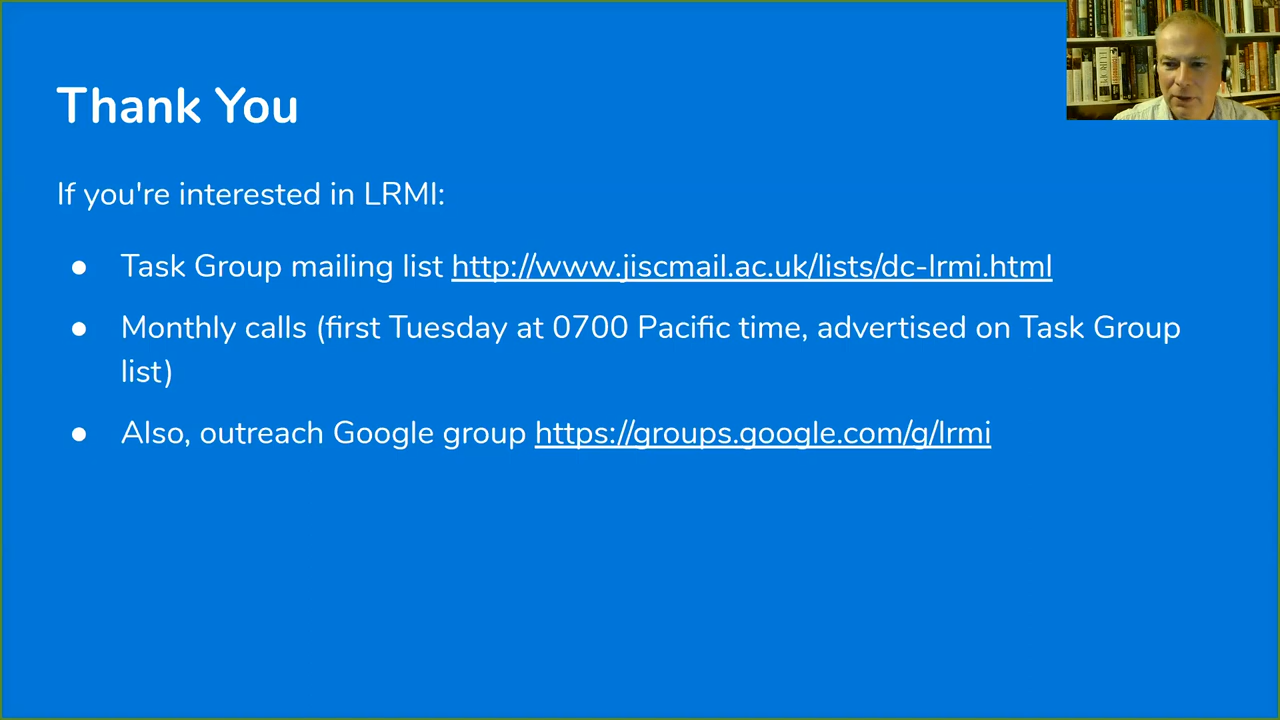 Thank You
If you're interested in LRMI:
● Task Group mailing list http://www.jiscmail.ac.uk/lists/dc-lrmi.html
● Monthly calls (first Tuesday at 0700 Pacific time, advertised on Task Group
list)
● Also, outreach Google group https://groups.google.com/g/lrmi